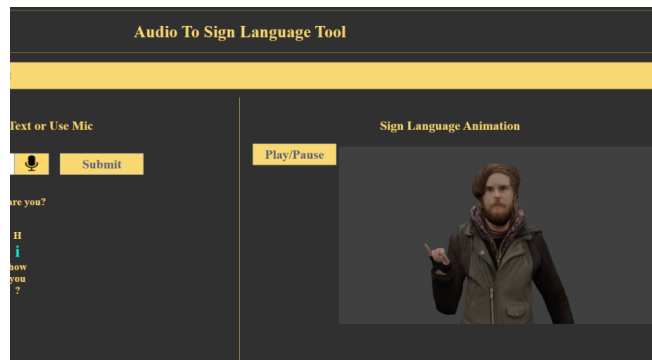 Audio To Sign Language Tool
Text or Use Mic
Submit
are you?
H
i
how
you
?
Sign Language Animation
Play/Pause